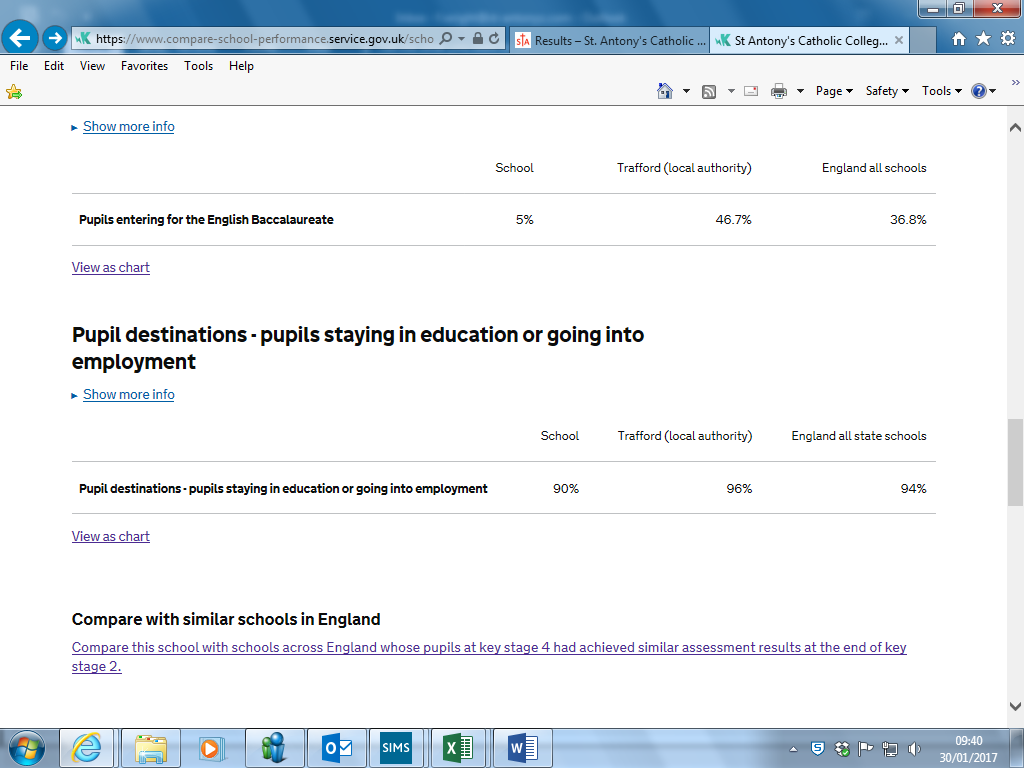 https://www.compare-school-performance.service.gov.uk/scho
Results – St. Antony's Catholic ...
St Antony's Catholic Colleg...
File Edit View Favorites Tools Help
Page Safety Tools
Show more info
School Trafford (local authority) England all schools
Pupils entering for the English Baccalaureate 5% 46.7% 36.8%
View as chart
Pupil destinations - pupils staying in education or going into
employment
Show more info
School Trafford (local authority) England all state schools
Pupil destinations - pupils staying in education or going into employment 90% 96% 94%
View as chart
Compare with similar schools in England
Compare this school with schools across England whose pupils at key stage 4 had achieved similar assessment results at the end of key
stage 2.
SIMS
09:40
30/01/2017